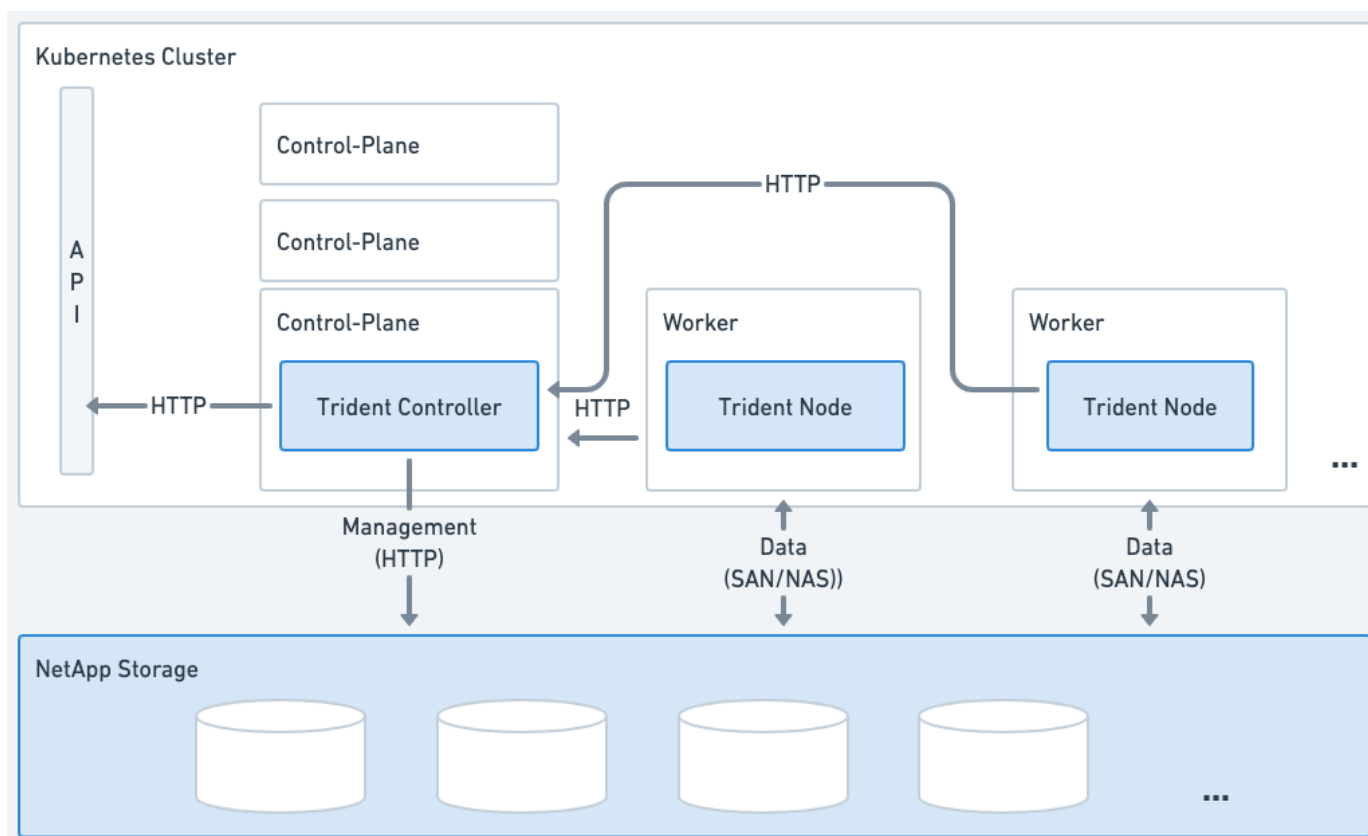 Kubernetes Cluster
A
P
I
Control-Plane
Control-Plane
Control-Plane
Trident Controller
HTTP
HTTP
HTTP
Worker
Trident Node
Worker
Trident Node
...
Management
(HTTP)
Data
(SAN/NAS))
Data
(SAN/NAS)
NetApp Storage
...